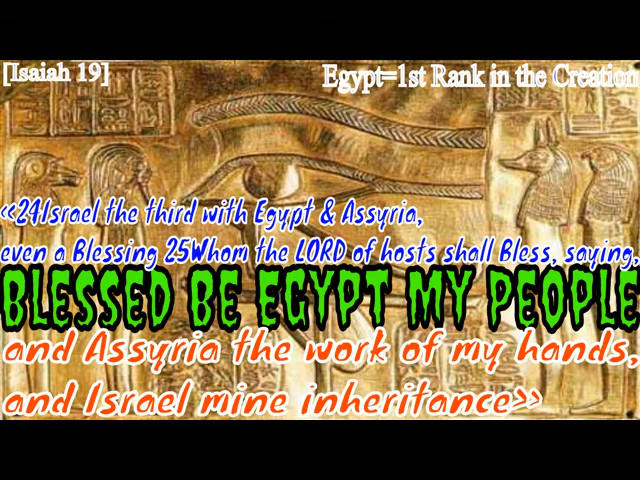 [Isaiah 19]
Egypt=1st Rank in the Creation
«24Israel the third with Egypt & Assyria,
even a Blessing 25Whom the LORD of hosts shall Bless, saying,
BLESSED BE EGYPT MY PEOPLE
and Assyria the work of my hands,
and Israel mine inheritance»